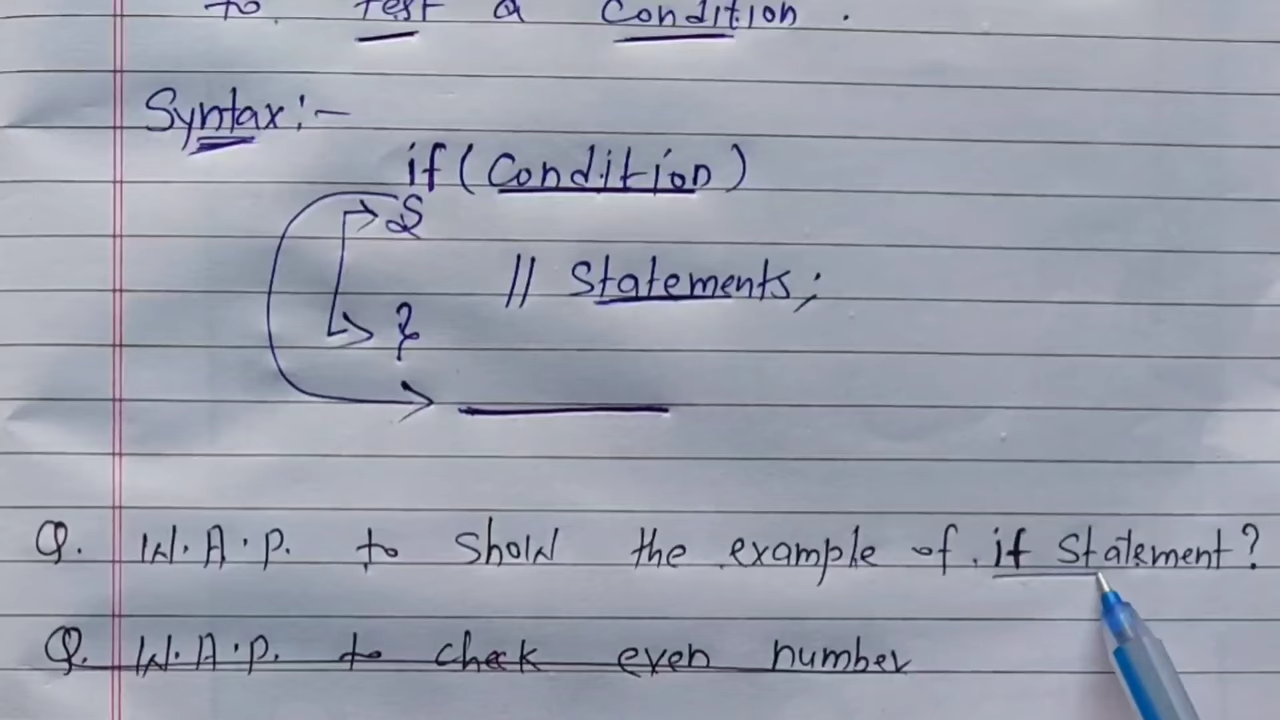 to test a Condition .
Syntax:-
if (Condition)
{
// Statements;
}
Q. W.A.P. to show the example of if statement?
Q. W.A.P. to check even number